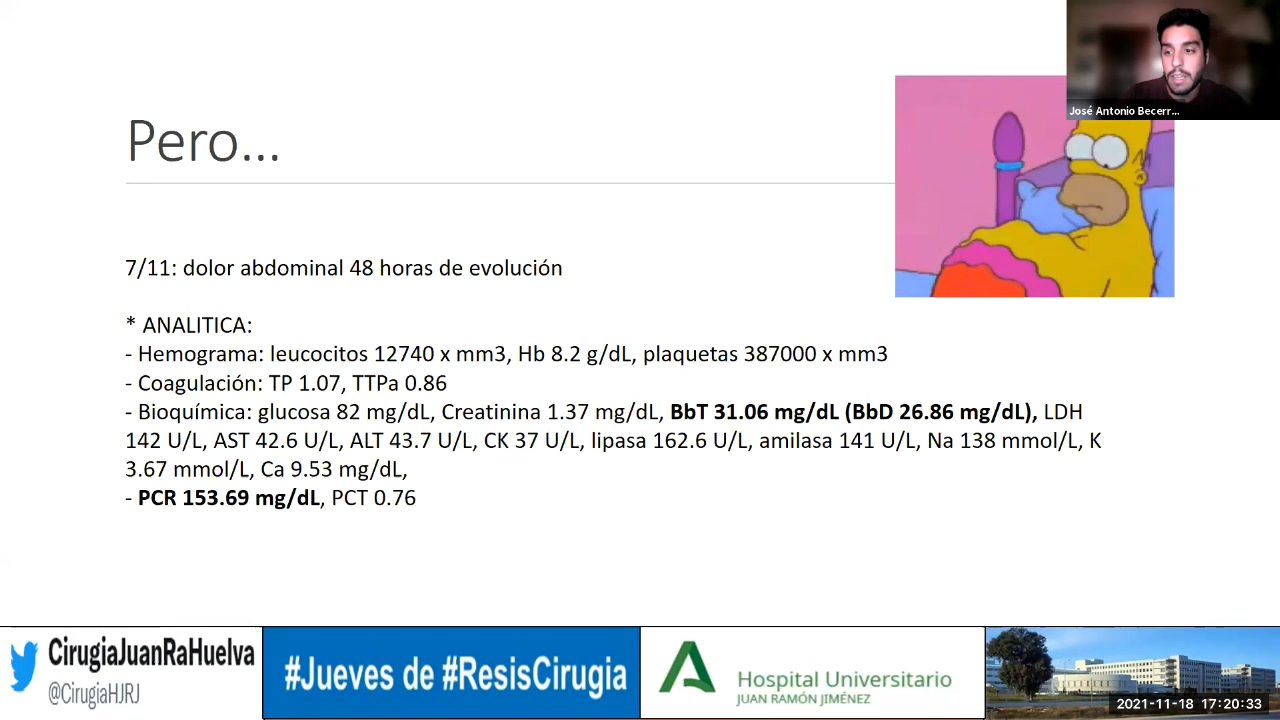 José Antonio Becerr...
Pero...
7/11: dolor abdominal 48 horas de evolución
* ANALITICA:
- Hemograma: leucocitos 12740 x mm3, Hb 8.2 g/dL, plaquetas 387000 x mm3
- Coagulación: TP 1.07, TTPa 0.86
- Bioquímica: glucosa 82 mg/dL, Creatinina 1.37 mg/dL, BbT 31.06 mg/dL (BbD 26.86 mg/dL), LDH
142 U/L, AST 42.6 U/L, ALT 43.7 U/L, CK 37 U/L, lipasa 162.6 U/L, amilasa 141 U/L, Na 138 mmol/L, K
3.67 mmol/L, Ca 9.53 mg/dL,
- PCR 153.69 mg/dL, PCT 0.76
CirugiaJuanRaHuelva
@CirugiaHJRJ
#Jueves de #ResisCirugia
Hospital Universitario
JUAN RAMÓN JIMÉNEZ
2021-11-18 17:20:33